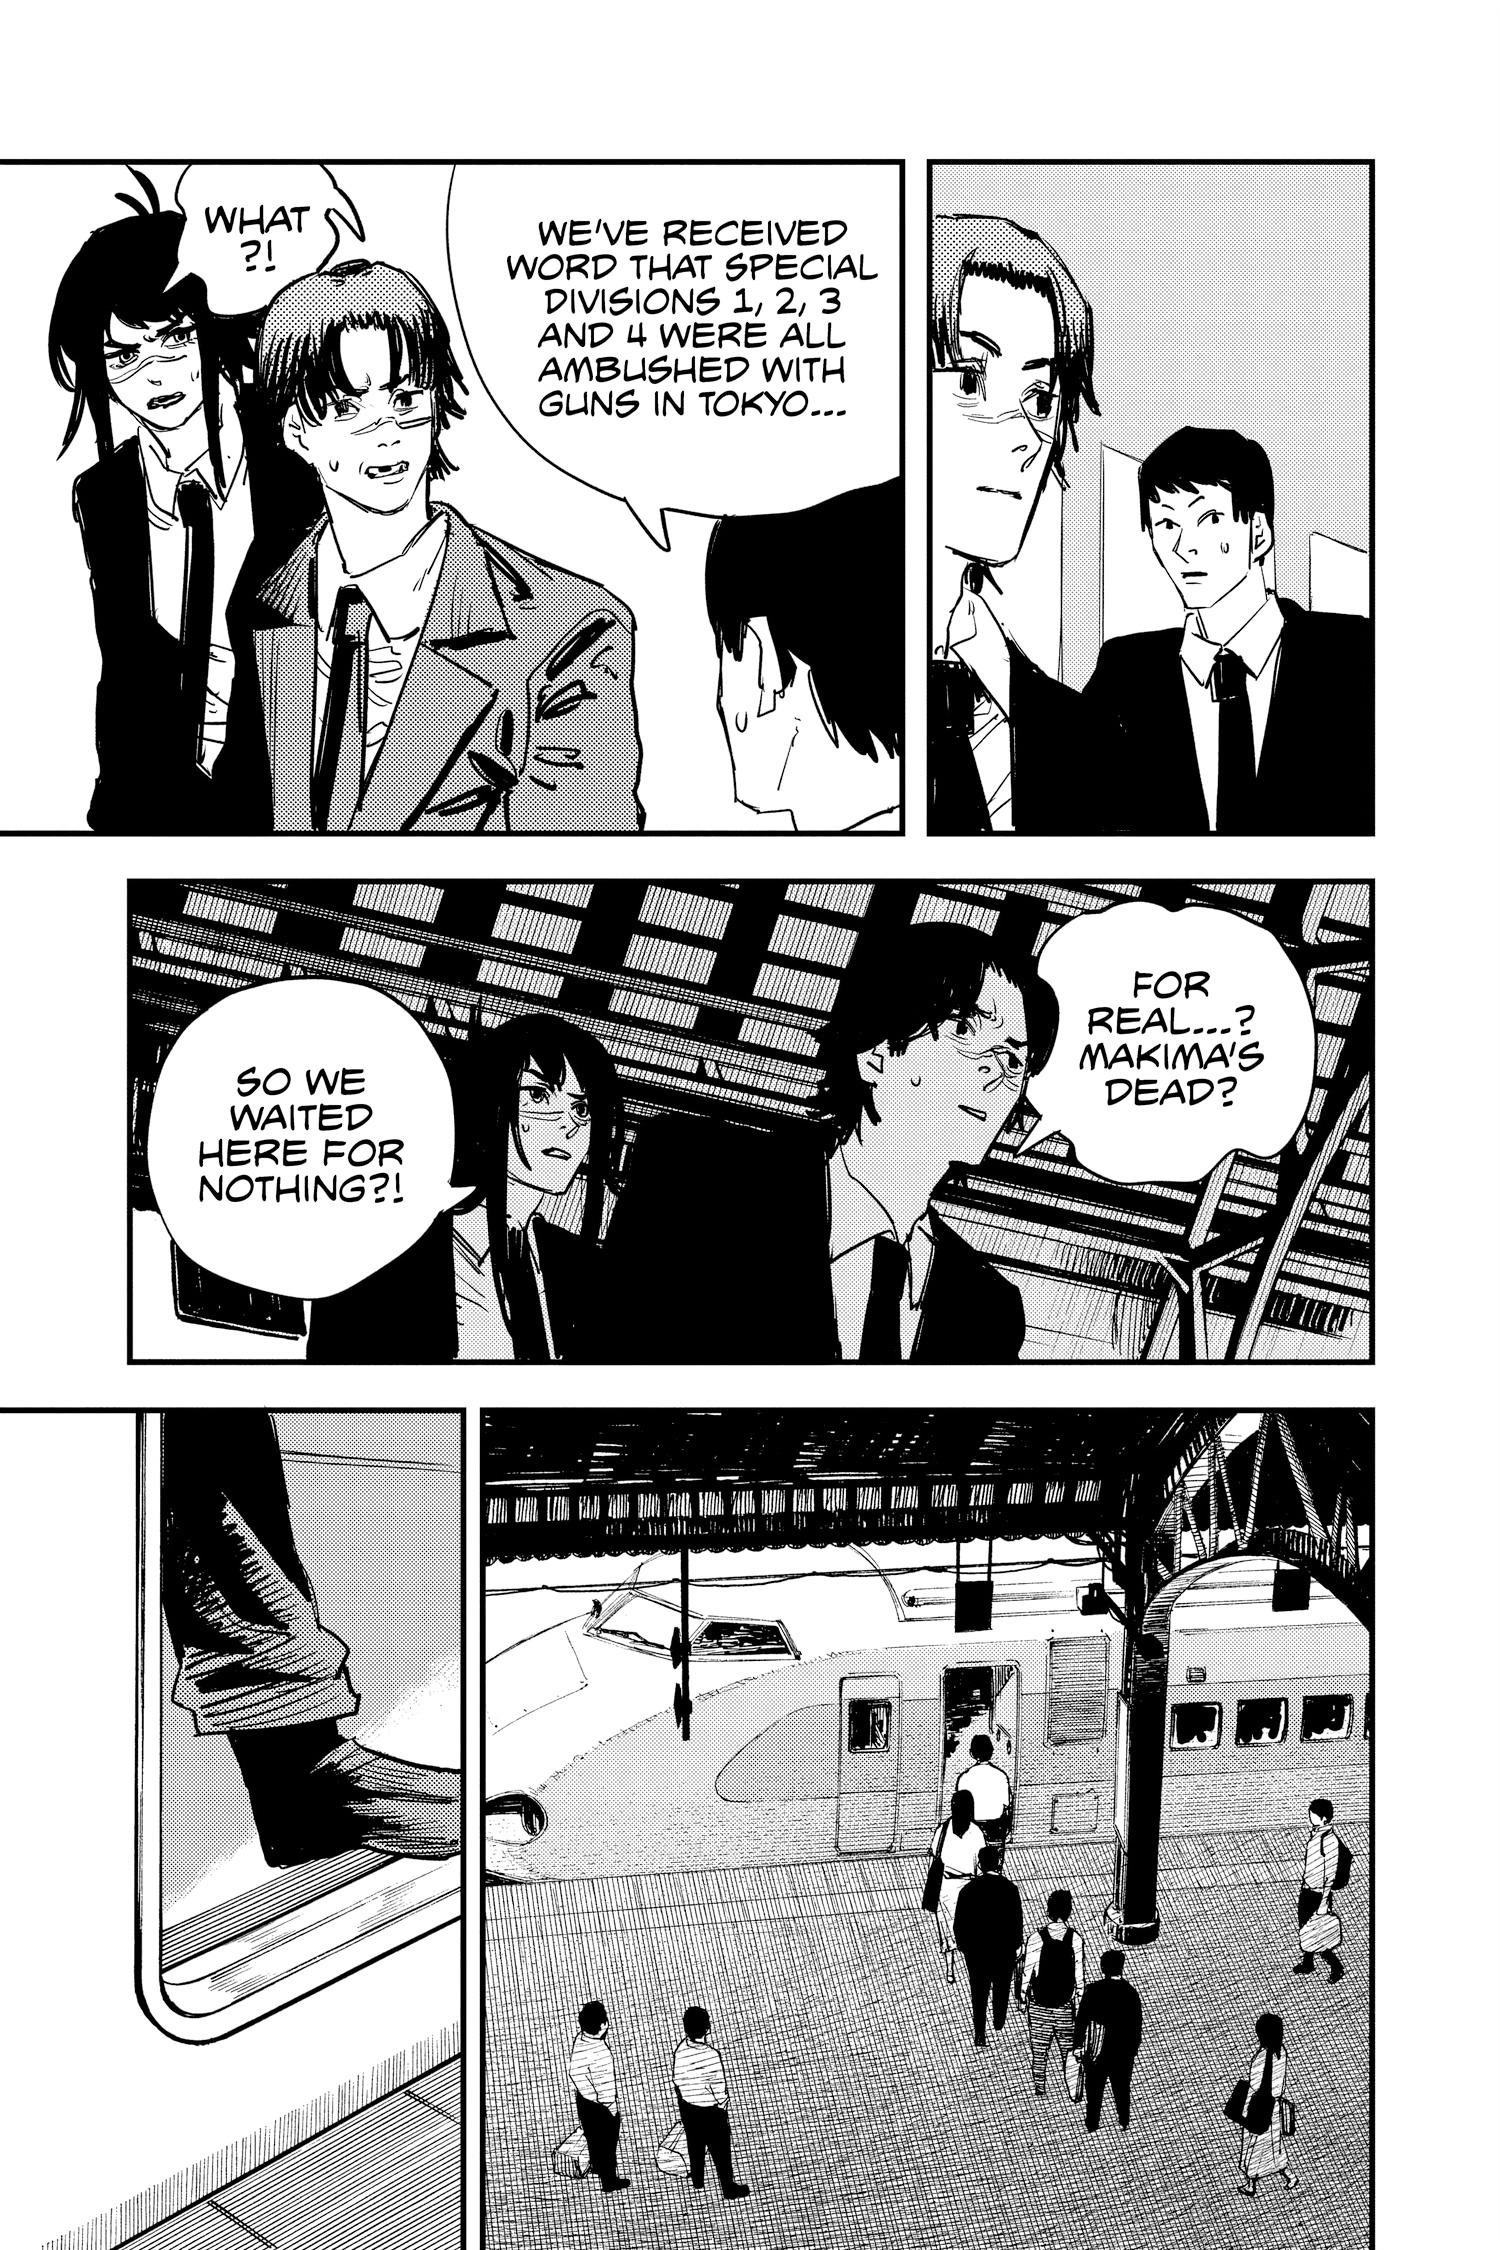 WE'VE RECEIVED
WORD THAT SPECIAL
DIVISIONS 1, 2, 3
AND 4 WERE ALL
AMBUSHED WITH
GUNS IN TOKYO...
WHAT
?!
FOR
REAL...?
MAKIMA'S
DEAD?
SO WE
WAITED
HERE FOR
NOTHING?!